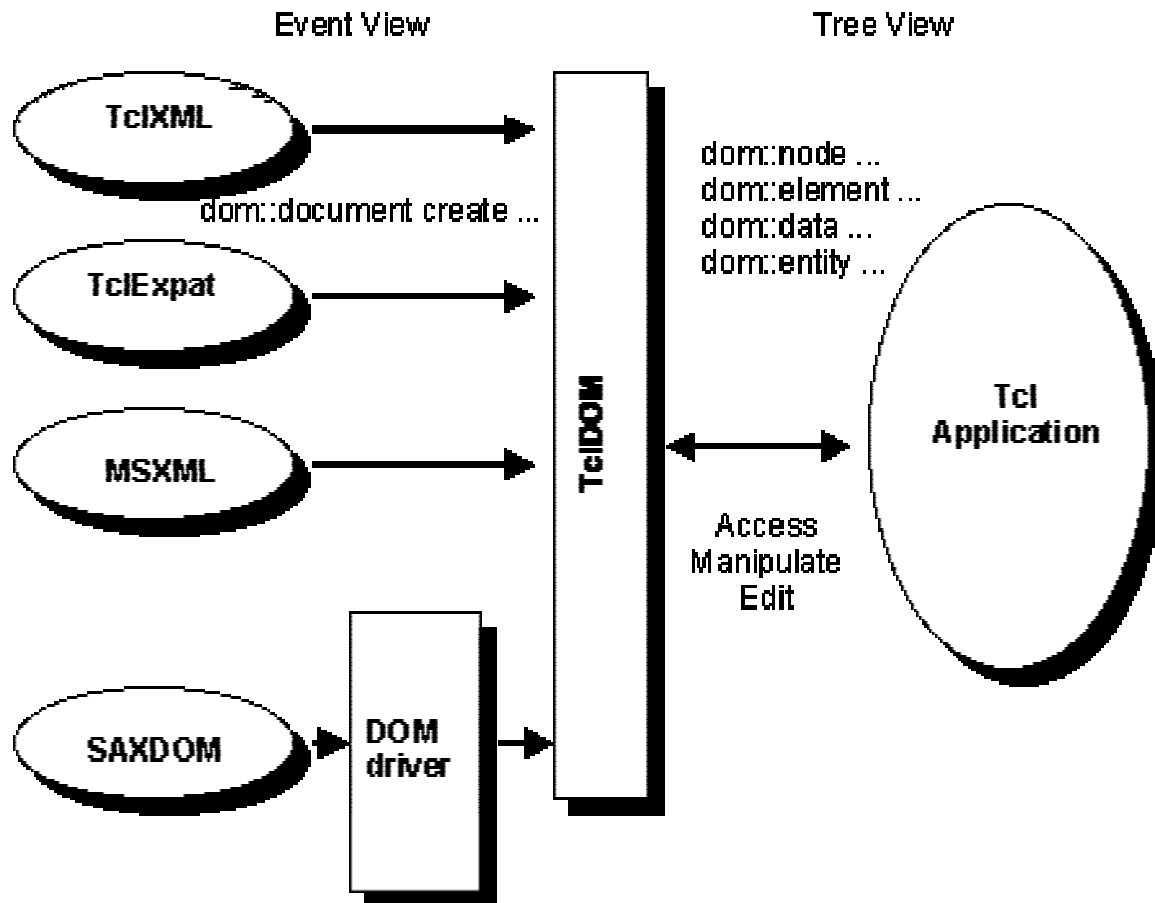 Event View
Tree View
TclXML
dom::document create ...
TclExpat
MSXML
SAXDOM
DOM
driver
TclDOM
dom::node ...
dom::element ...
dom::data ...
dom::entity ...
Access
Manipulate
Edit
Tcl
Application